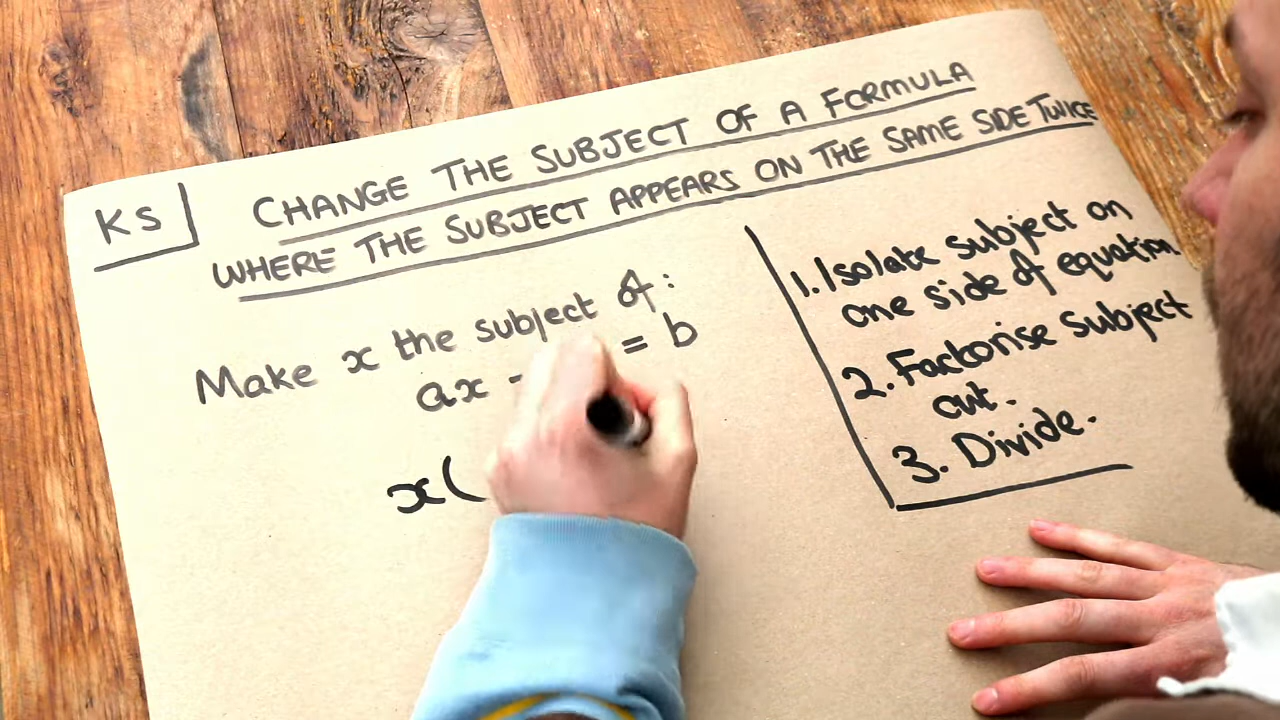 KS
CHANGE THE SUBJECT OF A FORMULA
WHERE THE SUBJECT APPEARS ON THE SAME SIDE TWICE
Make x the subject of:
ax - = b
x(
1. Isolate subject on
one side of equation
2. Factorise subject
out.
3. Divide.